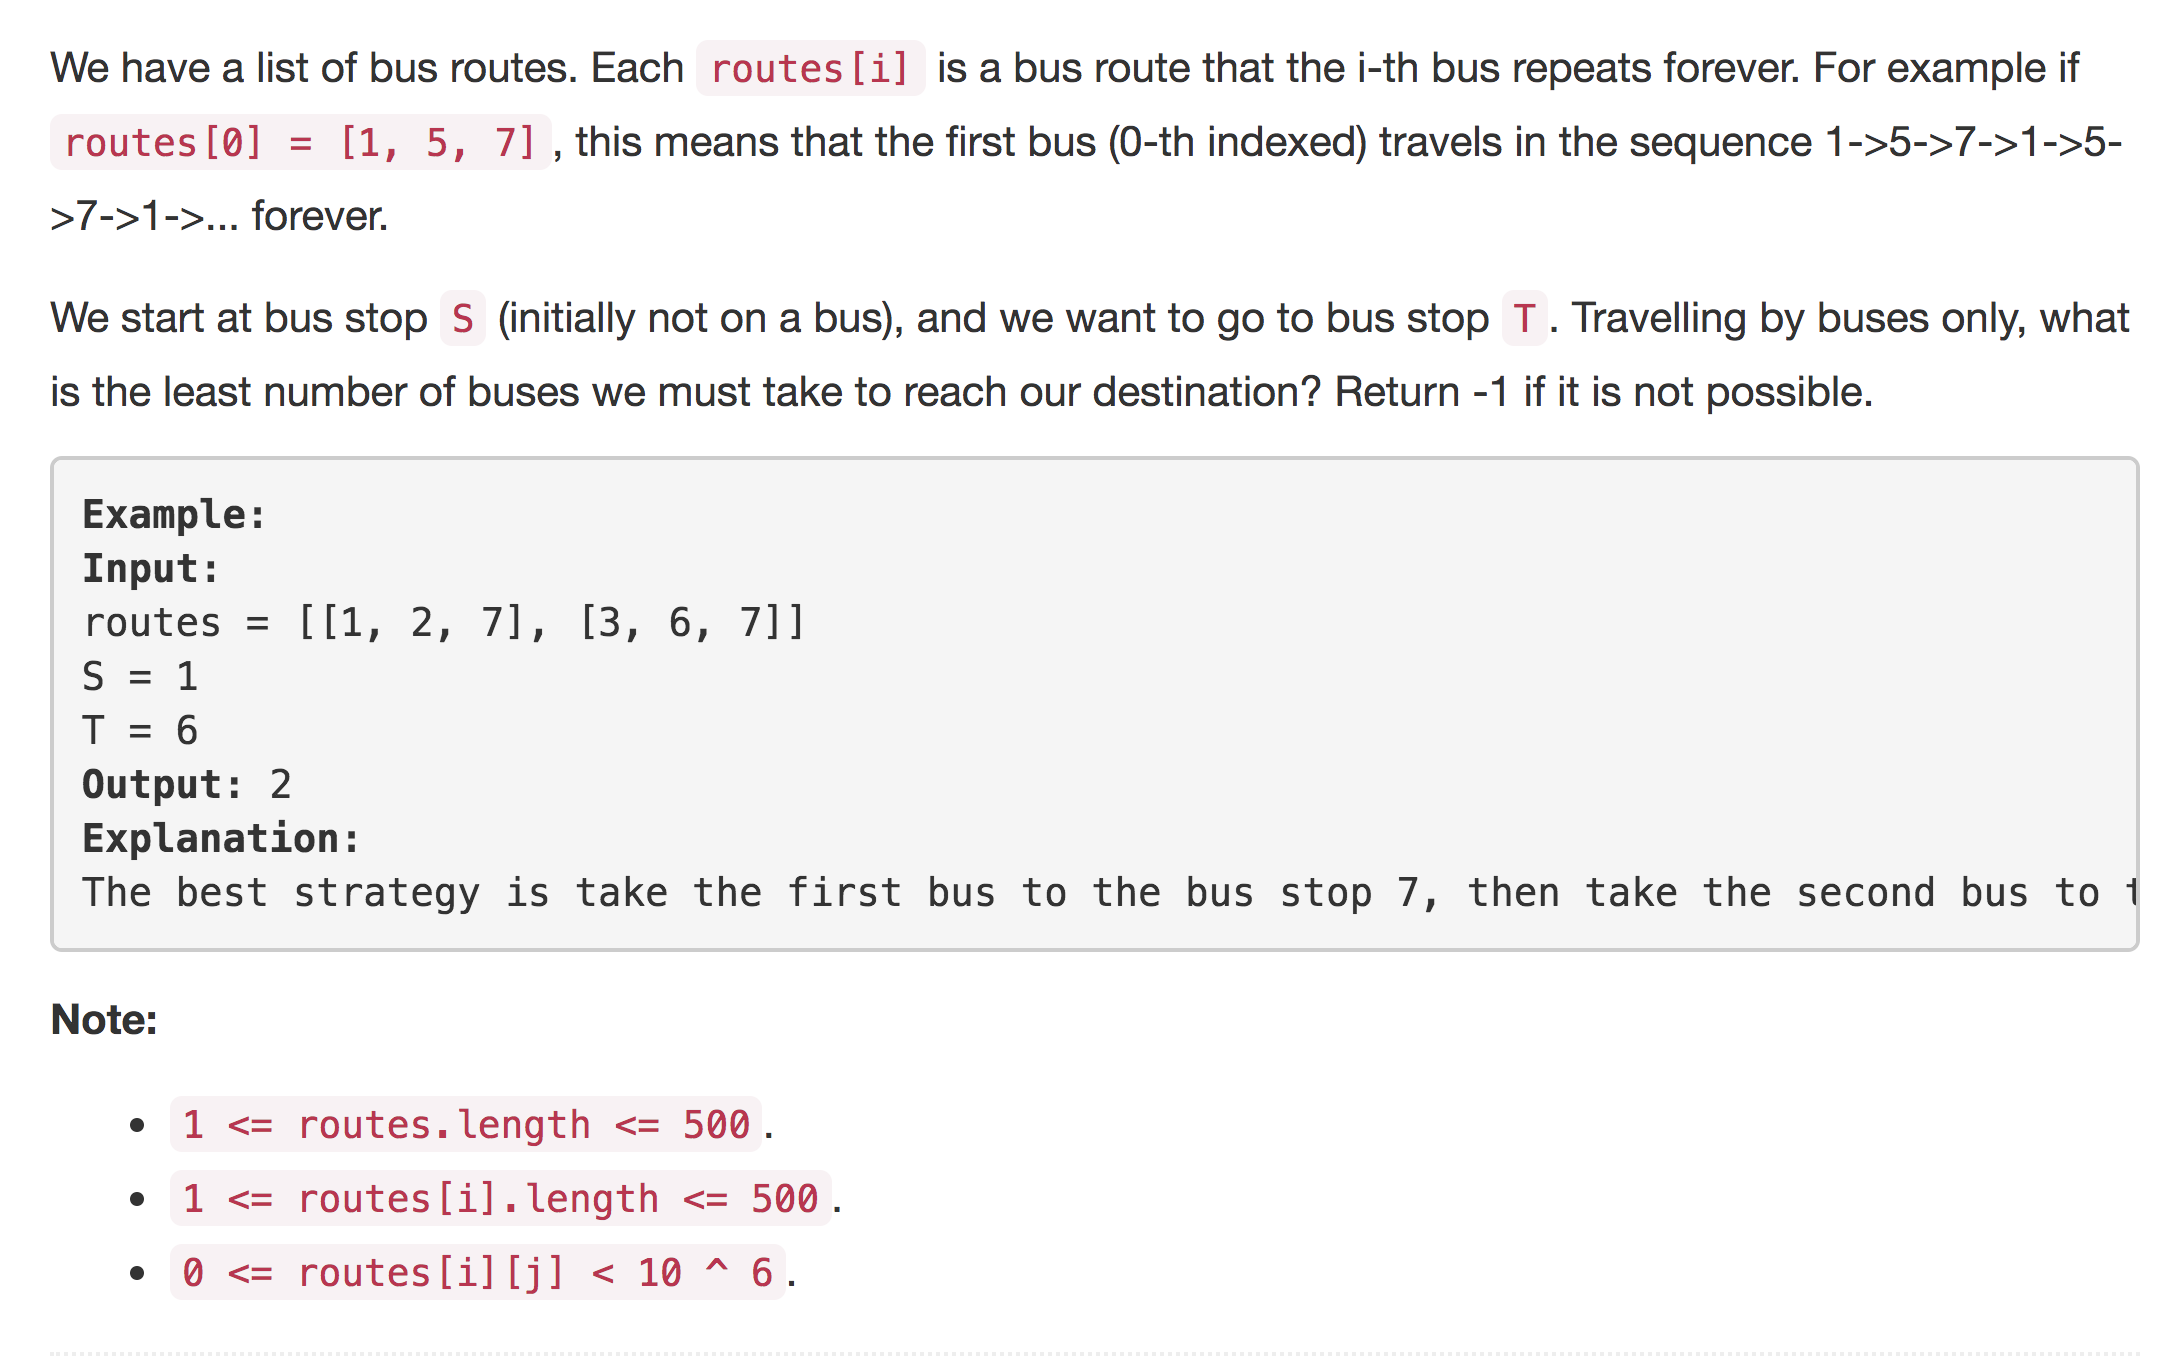 We have a list of bus routes. Each routes[i] is a bus route that the i-th bus repeats forever. For example if
routes[0] = [1, 5, 7], this means that the first bus (0-th indexed) travels in the sequence 1->5->7->1->5-
>7->1->... forever.
We start at bus stop S (initially not on a bus), and we want to go to bus stop T. Travelling by buses only, what
is the least number of buses we must take to reach our destination? Return -1 if it is not possible.
Example:
Input:
routes = [[1, 2, 7], [3, 6, 7]]
S = 1
T = 6
Output: 2
Explanation:
The best strategy is take the first bus to the bus stop 7, then take the second bus to
Note:
• 1 <= routes.length <= 500.
• 1 <= routes[i].length <= 500.
• 0 <= routes[i][j] < 10 ^ 6.